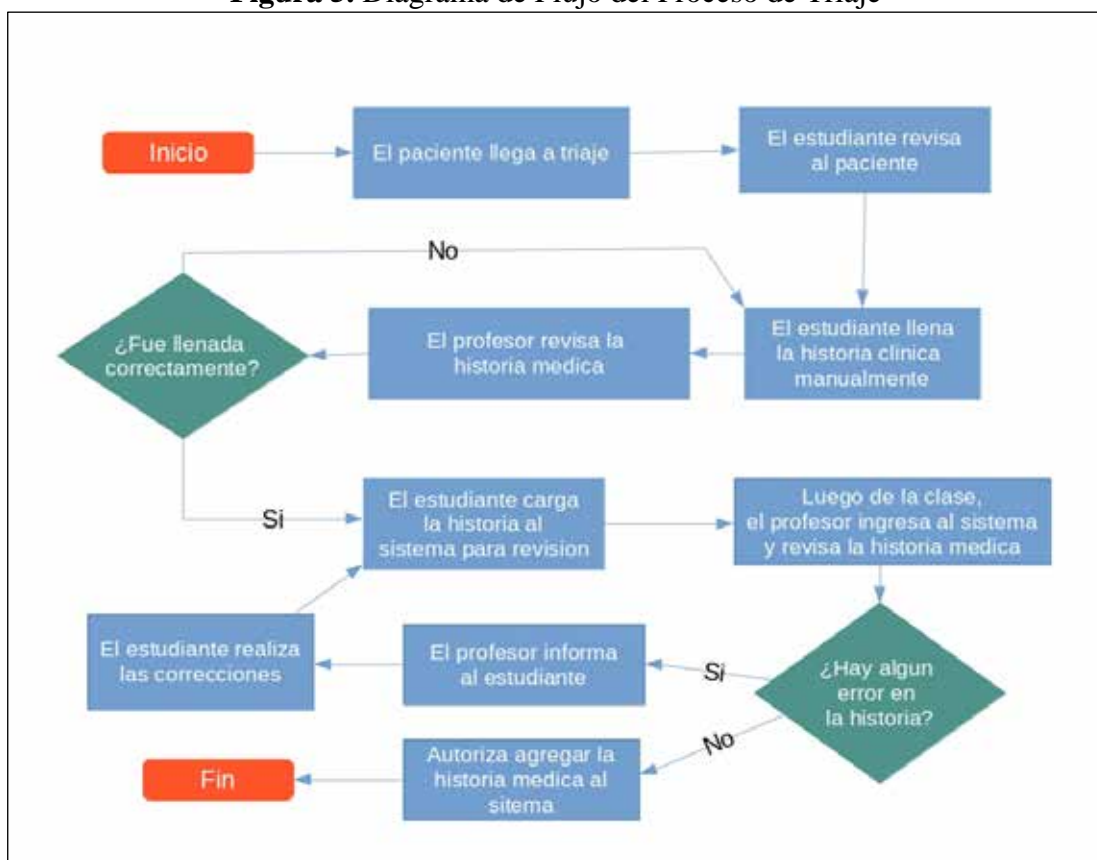 Figura 3. Diagrama de Flujo del Proceso de Triaje
Inicio
El paciente llega a triaje
El estudiante revisa
al paciente
No
¿Fue llenada
correctamente?
El profesor revisa la
historia medica
El estudiante llena
la historia clinica
manualmente
Si
El estudiante carga
la historia al
sistema para revision
Luego de la clase,
el profesor ingresa al sistema
y revisa la historia medica
El estudiante realiza
las correcciones
El profesor informa
al estudiante
Si
¿Hay algun
error en
la historia?
No
Autoriza agregar la
historia medica al
sitema
Fin